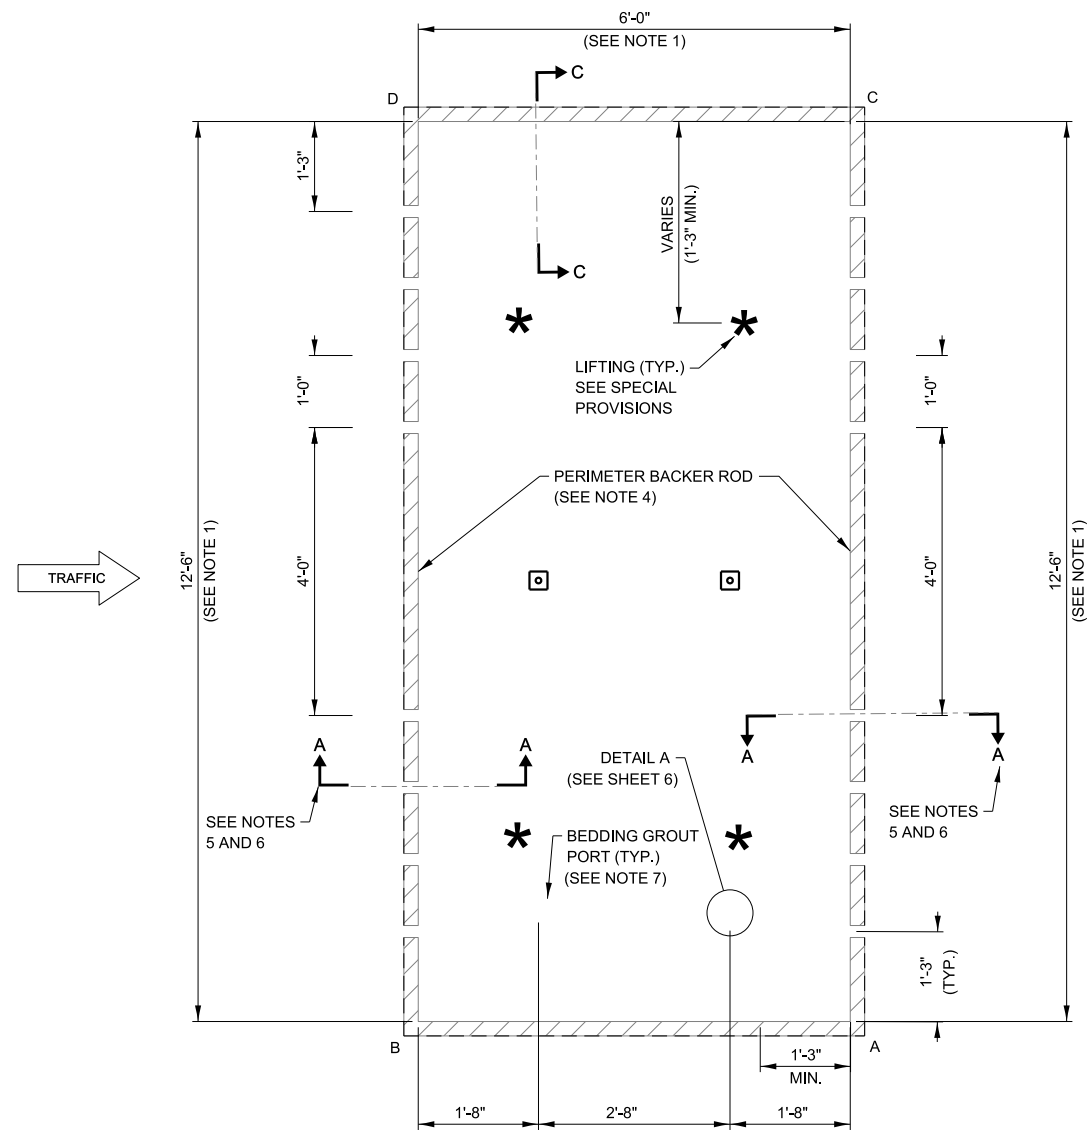 6'-0"
(SEE NOTE 1)
C
D
C
1'-3"
VARIES
(1'-3" MIN.)
C
*
*
LIFTING (TYP.)
SEE SPECIAL
PROVISIONS
1'-0"
1'-0"
PERIMETER BACKER ROD
(SEE NOTE 4)
TRAFFIC
12'-6"
(SEE NOTE 1)
4'-0"
4'-0"
12'-6"
(SEE NOTE 1)
A
A
A
A
DETAIL A
(SEE SHEET 6)
SEE NOTES
5 AND 6
SEE NOTES
5 AND 6
*
*
BEDDING GROUT
PORT (TYP.)
(SEE NOTE 7)
1'-3"
(TYP.)
B
A
1'-3"
MIN.
1'-8"
2'-8"
1'-8"